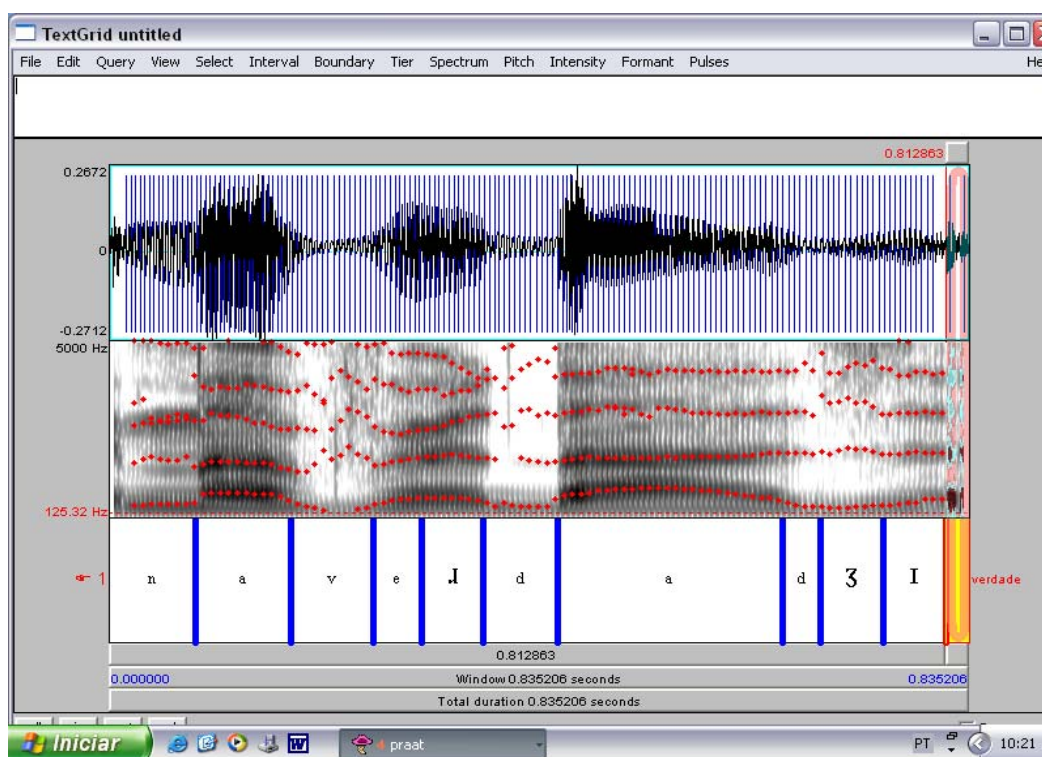 TextGrid untitled
File Edit Query View Select Interval Boundary Tier Spectrum Pitch Intensity Formant Pulses He
0.812863
0.2672
0
-0.2712
5000 Hz
125.32 Hz
1 n a v e ɹ d a d ʒ ɪ verdade
0.812863
0.000000 Window 0.835206 seconds 0.835206
Total duration 0.835206 seconds
Iniciar 4 praat PT 10:21